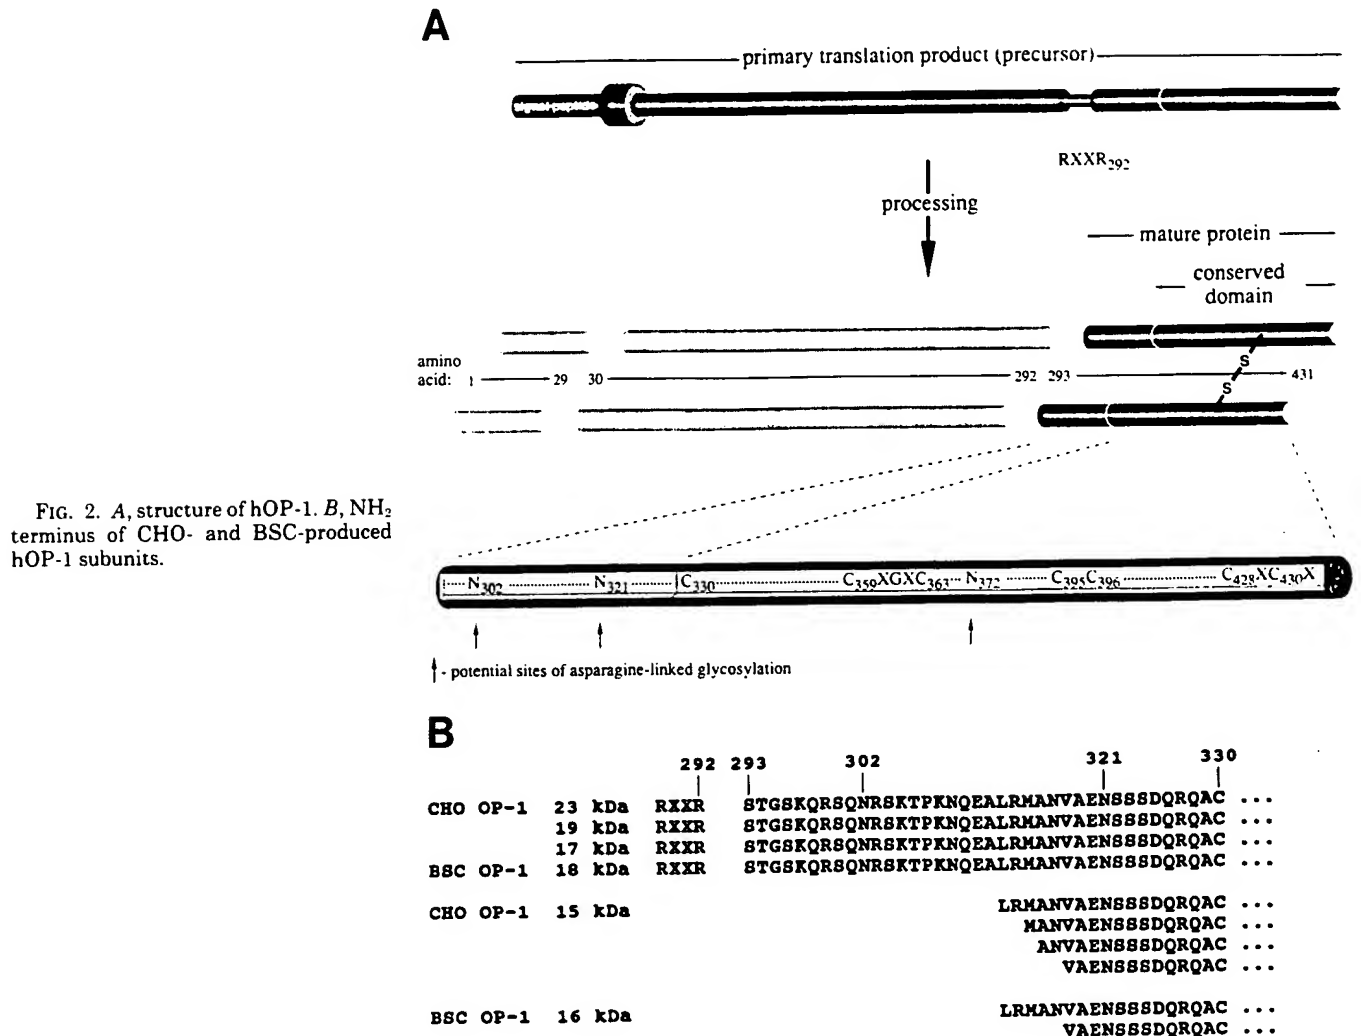 A
primary translation product (precursor)
signal peptide
RXXR292
processing
mature protein
conserved
domain
amino
acid: 1 29 30 292 293 431
S
S
FIG. 2. A, structure of hOP-1. B, NH2
terminus of CHO- and BSC-produced
hOP-1 subunits.
N302 N321 C330 C359XGXC363 N372 C395C396 C428XC430X
- potential sites of asparagine-linked glycosylation
B
292 293 302 321 330
CHO OP-1 23 kDa RXXR STGSKQRSQNRSKTPKNQEALRMANVAENSSSDQRQAC ...
19 kDa RXXR STGSKQRSQNRSKTPKNQEALRMANVAENSSSDQRQAC ...
17 kDa RXXR STGSKQRSQNRSKTPKNQEALRMANVAENSSSDQRQAC ...
BSC OP-1 18 kDa RXXR STGSKQRSQNRSKTPKNQEALRMANVAENSSSDQRQAC ...
CHO OP-1 15 kDa LRMANVAENSSSDQRQAC ...
MANVAENSSSDQRQAC ...
ANVAENSSSDQRQAC ...
VAENSSSDQRQAC ...
BSC OP-1 16 kDa LRMANVAENSSSDQRQAC ...
VAENSSSDQRQAC ...